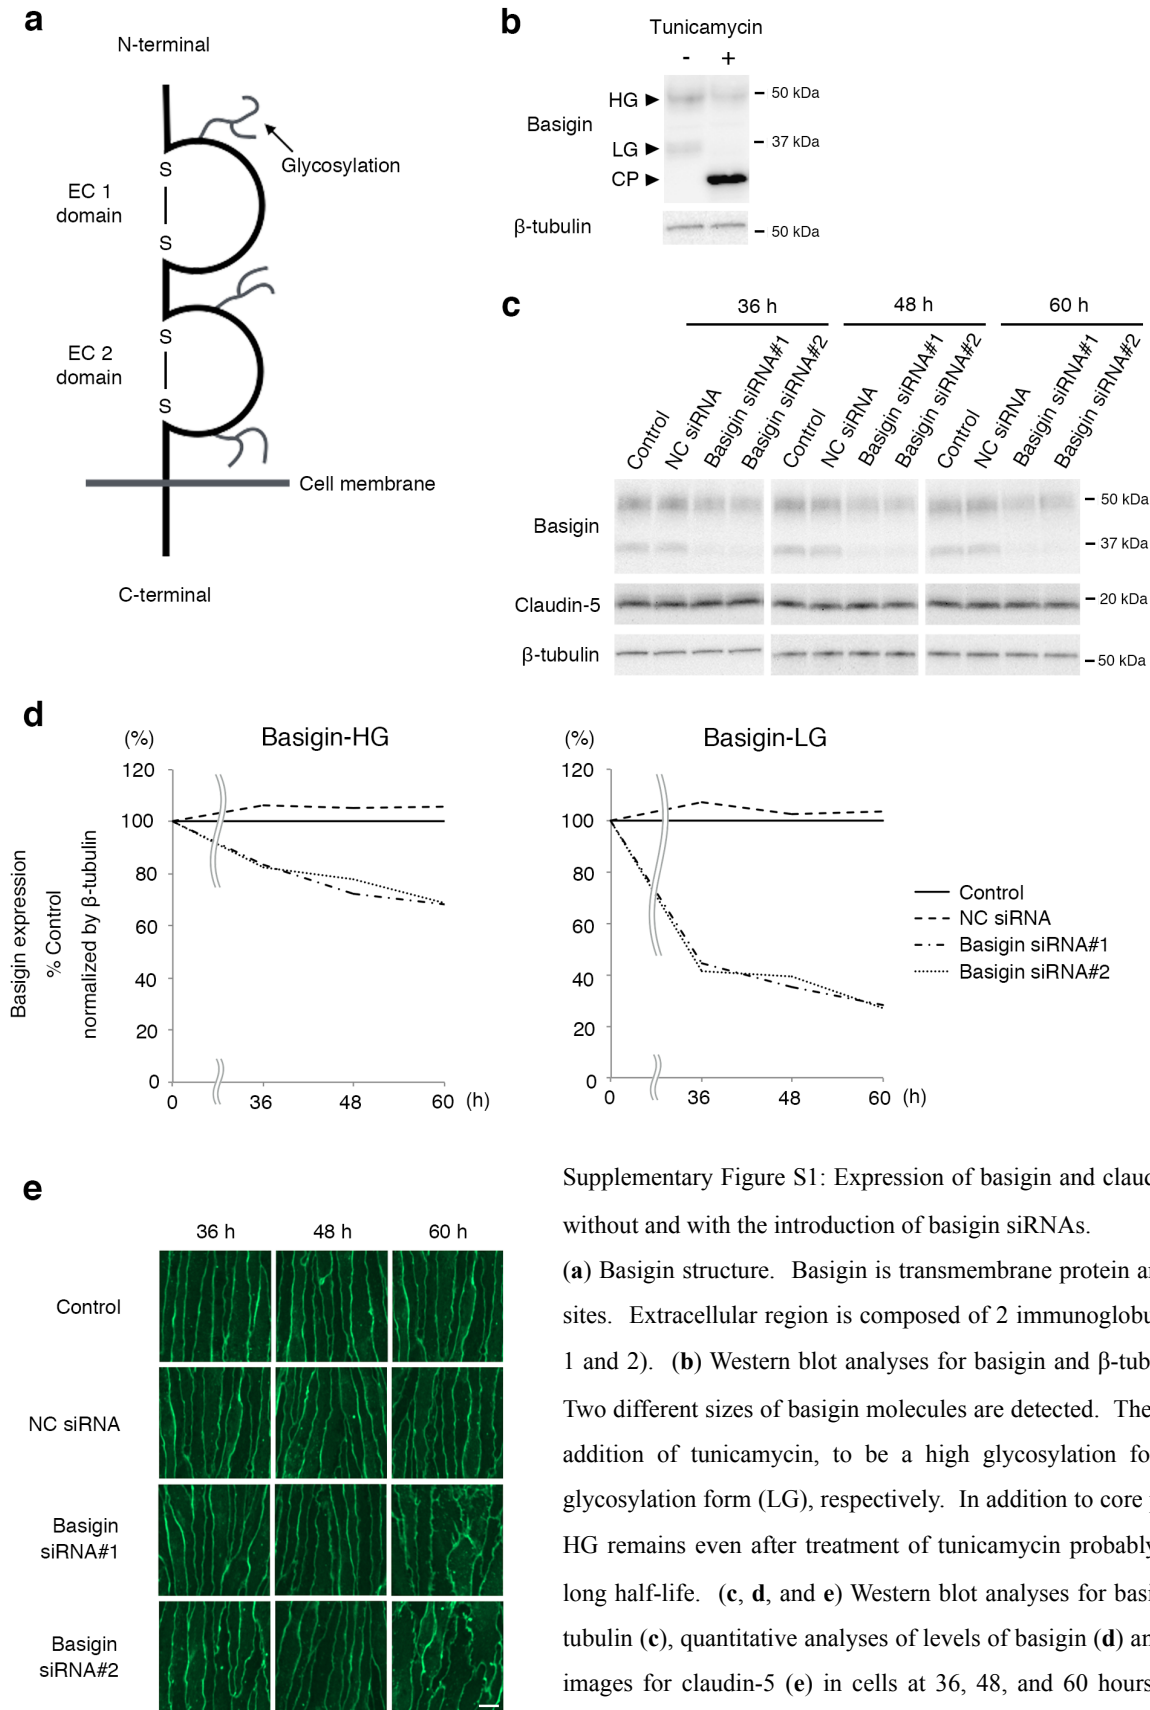 a
N-terminal
Glycosylation
S
EC 1
domain
S
S
EC 2
domain
S
Cell membrane
C-terminal
b
Tunicamycin
- +
Basigin
HG
LG
CP
50 kDa
37 kDa
β-tubulin
50 kDa
c
36 h 48 h 60 h
Control NC siRNA Basigin siRNA#1 Basigin siRNA#2 Control NC siRNA Basigin siRNA#1 Basigin siRNA#2 Control NC siRNA Basigin siRNA#1 Basigin siRNA#2
Basigin
50 kDa
37 kDa
Claudin-5
20 kDa
β-tubulin
50 kDa
d
Basigin expression
% Control
normalized by β-tubulin
(%) Basigin-HG
120
100
80
60
40
20
0
0 36 48 60 (h)
(%) Basigin-LG
120
100
80
60
40
20
0
0 36 48 60 (h)
Control
NC siRNA
Basigin siRNA#1
Basigin siRNA#2
e
36 h 48 h 60 h
Control
NC siRNA
Basigin
siRNA#1
Basigin
siRNA#2
Supplementary Figure S1: Expression of basigin and claud
without and with the introduction of basigin siRNAs.
(a) Basigin structure. Basigin is transmembrane protein an
sites. Extracellular region is composed of 2 immunoglobu
1 and 2). (b) Western blot analyses for basigin and β-tub
Two different sizes of basigin molecules are detected. The
addition of tunicamycin, to be a high glycosylation fo
glycosylation form (LG), respectively. In addition to core
HG remains even after treatment of tunicamycin probably
long half-life. (c, d, and e) Western blot analyses for basi
tubulin (c), quantitative analyses of levels of basigin (d) an
images for claudin-5 (e) in cells at 36, 48, and 60 hours